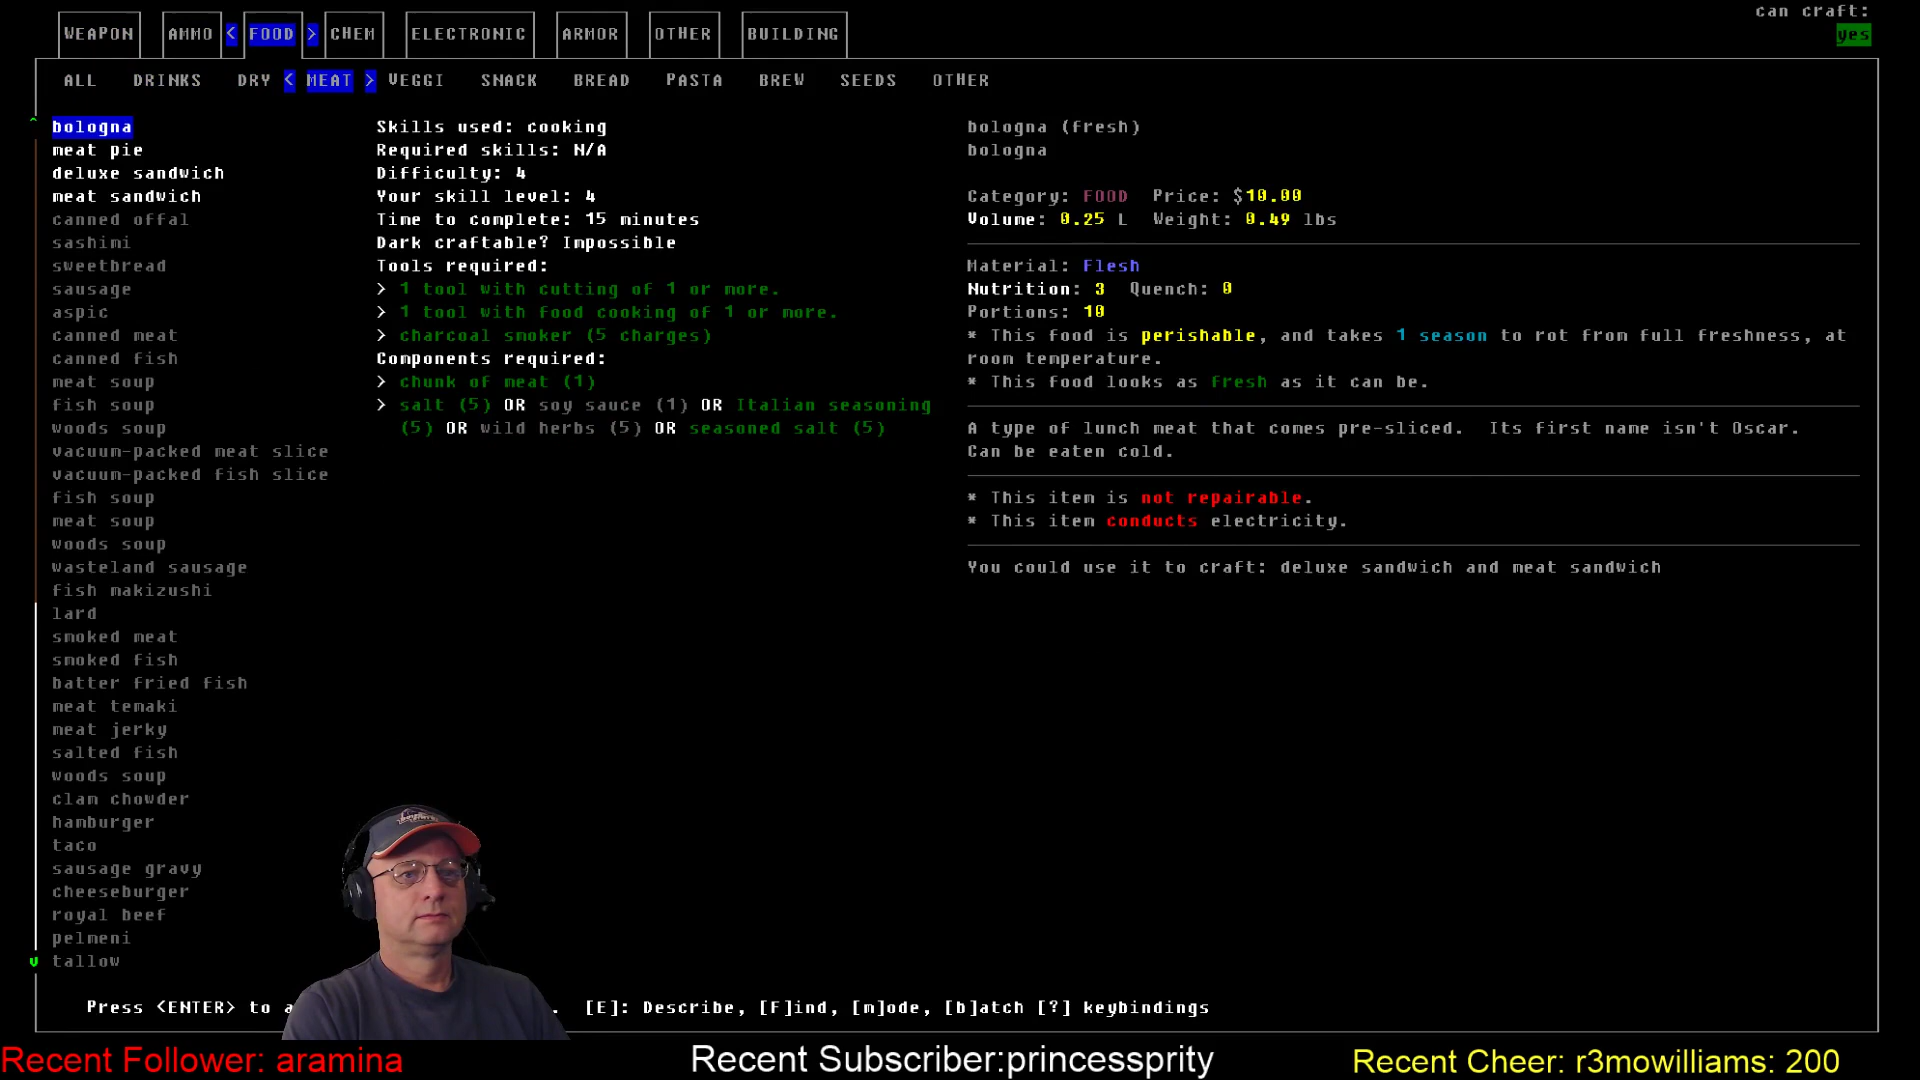 can craft:
WEAPON AMMO < FOOD > CHEM ELECTRONIC ARMOR OTHER BUILDING yes
ALL DRINKS DRY < MEAT > VEGGI SNACK BREAD PASTA BREW SEEDS OTHER
^
bologna
meat pie
deluxe sandwich
meat sandwich
canned offal
sashimi
sweetbread
sausage
aspic
canned meat
canned fish
meat soup
fish soup
woods soup
vacuum-packed meat slice
vacuum-packed fish slice
fish soup
meat soup
woods soup
wasteland sausage
fish makizushi
lard
smoked meat
smoked fish
batter fried fish
meat temaki
meat jerky
salted fish
woods soup
clam chowder
hamburger
taco
sausage gravy
cheeseburger
royal beef
pelmeni
v tallow
Skills used: cooking
Required skills: N/A
Difficulty: 4
Your skill level: 4
Time to complete: 15 minutes
Dark craftable? Impossible
Tools required:
> 1 tool with cutting of 1 or more.
> 1 tool with food cooking of 1 or more.
> charcoal smoker (5 charges)
Components required:
> chunk of meat (1)
> salt (5) OR soy sauce (1) OR Italian seasoning
(5) OR wild herbs (5) OR seasoned salt (5)
bologna (fresh)
bologna
Category: FOOD Price: $10.00
Volume: 0.25 L Weight: 0.49 lbs
Material: Flesh
Nutrition: 3 Quench: 0
Portions: 10
* This food is perishable, and takes 1 season to rot from full freshness, at
room temperature.
* This food looks as fresh as it can be.
A type of lunch meat that comes pre-sliced. Its first name isn't Oscar.
Can be eaten cold.
* This item is not repairable.
* This item conducts electricity.
You could use it to craft: deluxe sandwich and meat sandwich
Press <ENTER> to a . [E]: Describe, [F]ind, [m]ode, [b]atch [?] keybindings
Recent Follower: aramina
Recent Subscriber:princessprity
Recent Cheer: r3mowilliams: 200